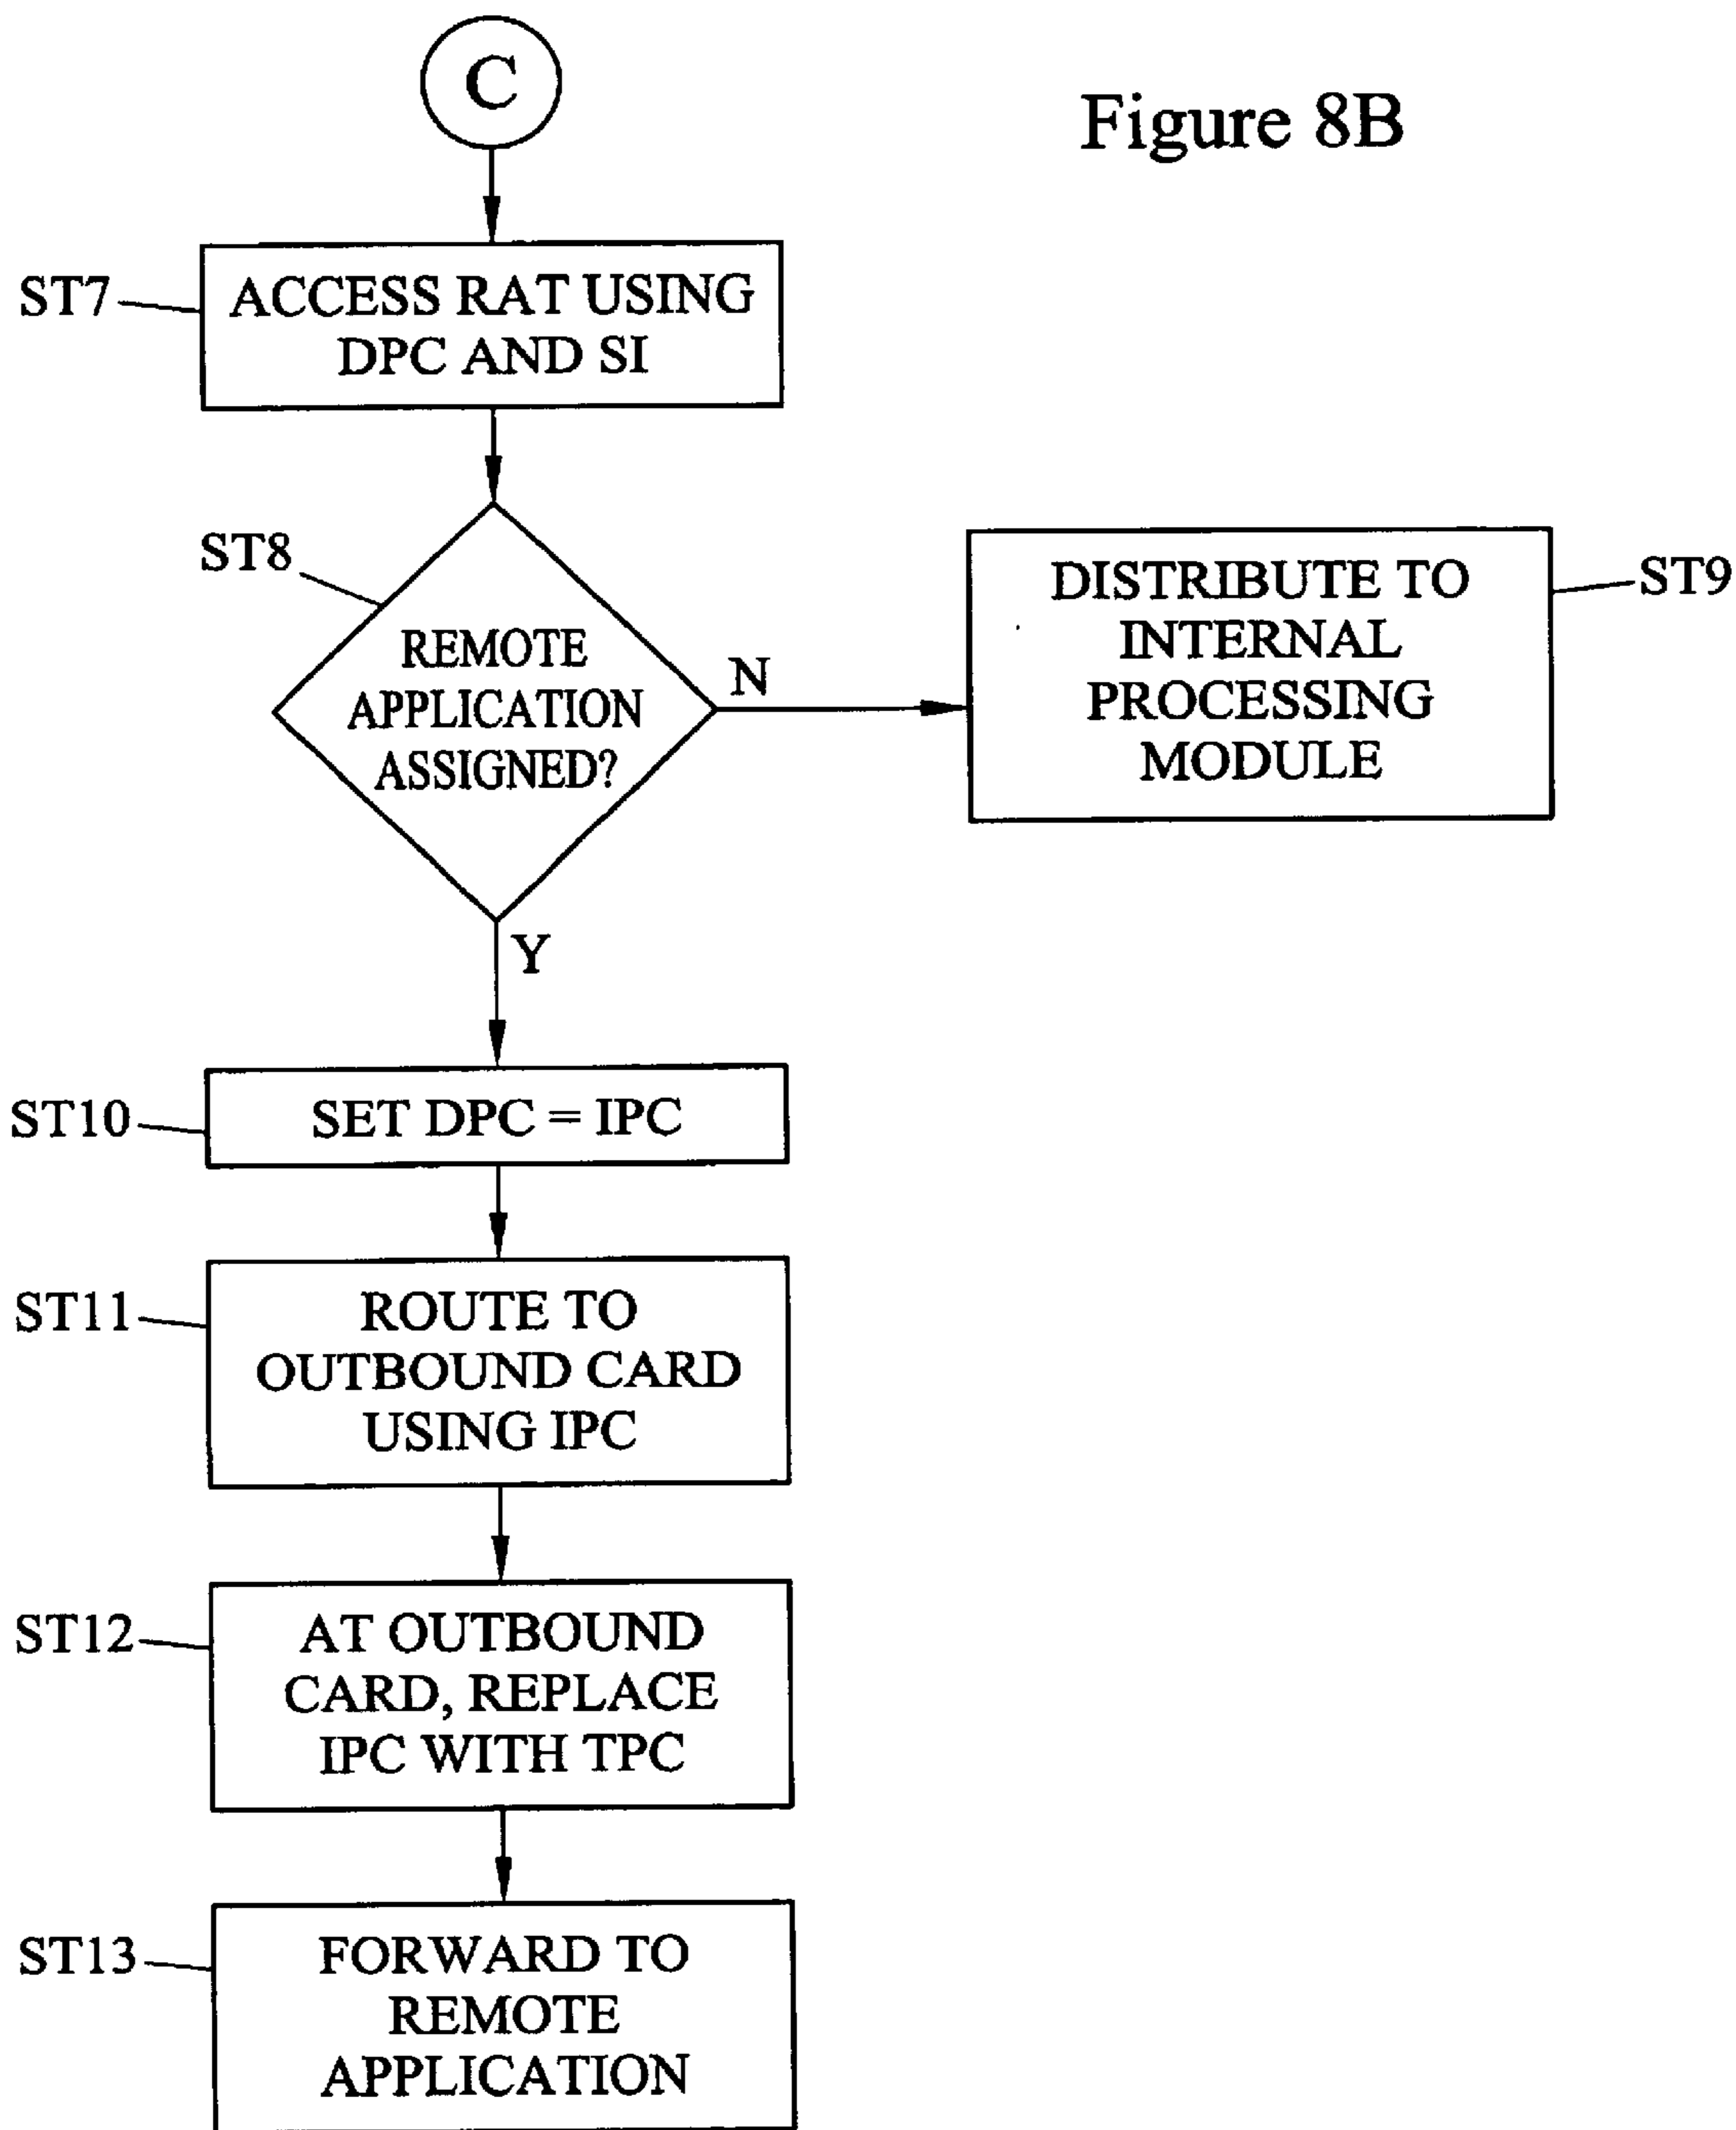 C
Figure 8B
ST7
ACCESS RAT USING
DPC AND SI
ST8
REMOTE
APPLICATION
ASSIGNED?
N
DISTRIBUTE TO
INTERNAL
PROCESSING
MODULE
ST9
Y
ST10
SET DPC = IPC
ST11
ROUTE TO
OUTBOUND CARD
USING IPC
ST12
AT OUTBOUND
CARD, REPLACE
IPC WITH TPC
ST13
FORWARD TO
REMOTE
APPLICATION